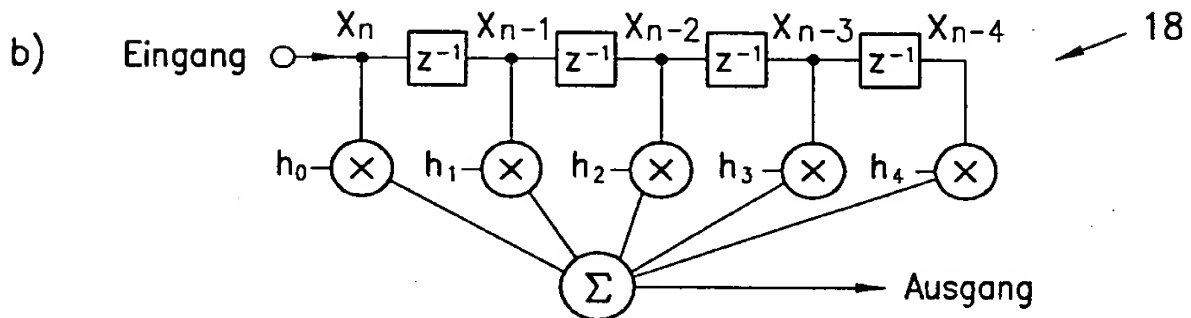 b) Eingang Xn z⁻¹ Xn-1 z⁻¹ Xn-2 z⁻¹ Xn-3 z⁻¹ Xn-4 18
h0 × h1 × h2 × h3 × h4 ×
Σ Ausgang